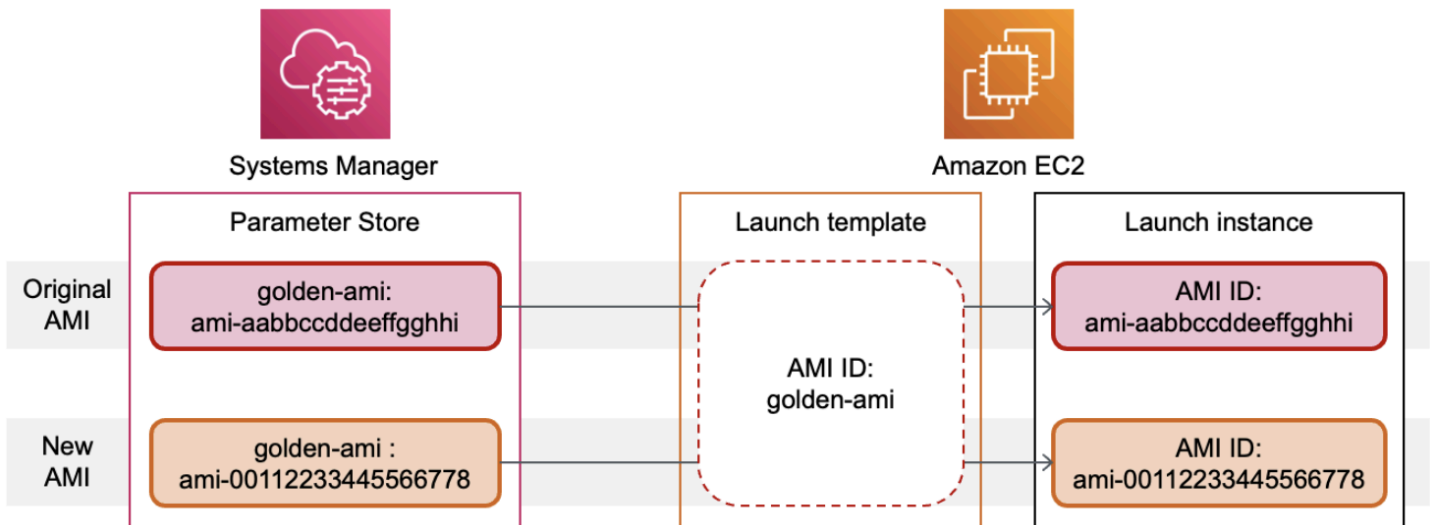 Systems Manager
Amazon EC2
Parameter Store
Launch template
Launch instance
Original
AMI
golden-ami:
ami-aabbccddeeffgghhi
AMI ID:
golden-ami
AMI ID:
ami-aabbccddeeffgghhi
New
AMI
golden-ami :
ami-00112233445566778
AMI ID:
ami-00112233445566778